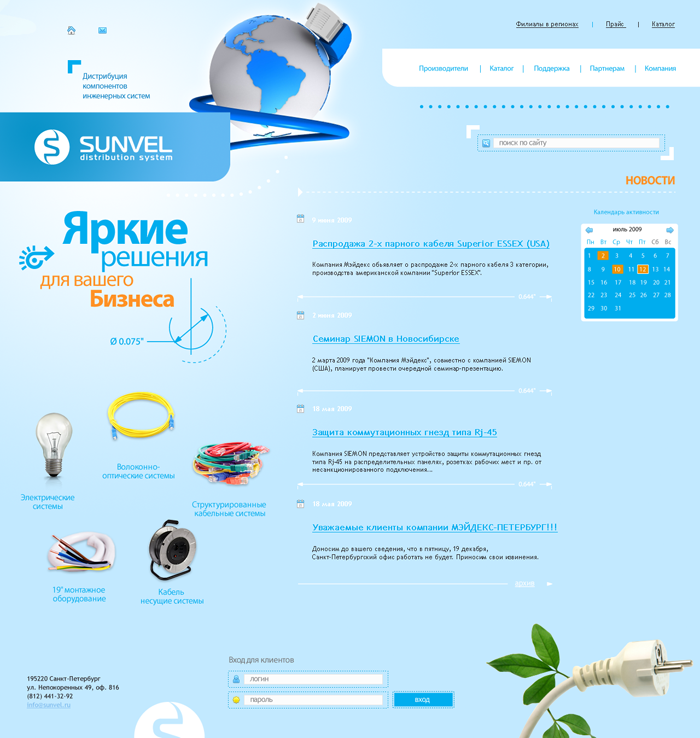 Филиалы в регионах
Прайс
Каталог
Дистрибуция
компонентов
инженерных систем
Производители
Каталог
Поддержка
Партнерам
Компания
SUNVEL
distribution system
поиск по сайту
НОВОСТИ
Яркие
решения
для вашего
Бизнеса
Ø 0.075"
9 июня 2009
Распродажа 2-х парного кабеля Superior ESSEX (USA)
Компания Мэйдекс объявляет о распродаже 2-х парного кабеля 3 категории,
производства американской компании "Superior ESSEX".
0.644"
2 июня 2009
Семинар SIEMON в Новосибирске
2 марта 2009 года "Компания Мэйдекс", совместно с компанией SIEMON
(США), планирует провести очередной семинар-презентацию.
0.644"
18 мая 2009
Защита коммутационных гнезд типа Rj-45
Компания SIEMON представляет устройство защиты коммутационных гнезд
типа Rj-45 на распределительных панелях, розетках рабочих мест и пр. от
несанкционированного подключения...
0.644"
18 мая 2009
Уважаемые клиенты компании МЭЙДЕКС-ПЕТЕРБУРГ!!!
Доносим до вашего сведения, что в пятницу, 19 декабря,
Санкт-Петербургский офис работать не будет. Приносим свои извинения.
архив
Календарь активности
июль 2009
Пн Вт Ср Чт Пт Сб Вс
1 2 3 4 5 6 7
8 9 10 11 12 13 14
15 16 17 18 19 20 21
22 23 24 25 26 27 28
29 30 31
Электрические
системы
Волоконно-
оптические системы
Структурированные
кабельные системы
19" монтажное
оборудование
Кабель
несущие системы
195220 Санкт-Петербург
ул. Непокоренных 49, оф. 816
(812) 441-32-92
info@sunvel.ru
Вход для клиентов
логин
пароль
вход